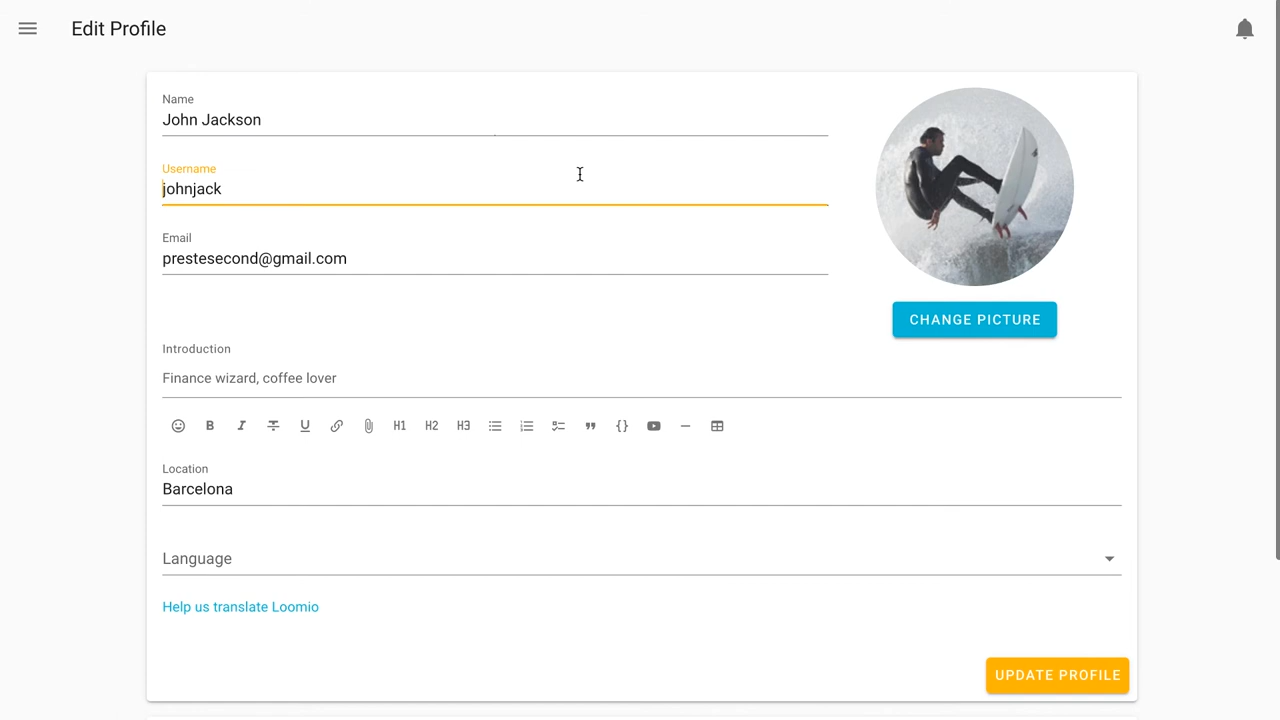 Edit Profile
Name
John Jackson
Username
johnjack
Email
prestesecond@gmail.com
CHANGE PICTURE
Introduction
Finance wizard, coffee lover
B I U H1 H2 H3 {}
Location
Barcelona
Language
Help us translate Loomio
UPDATE PROFILE